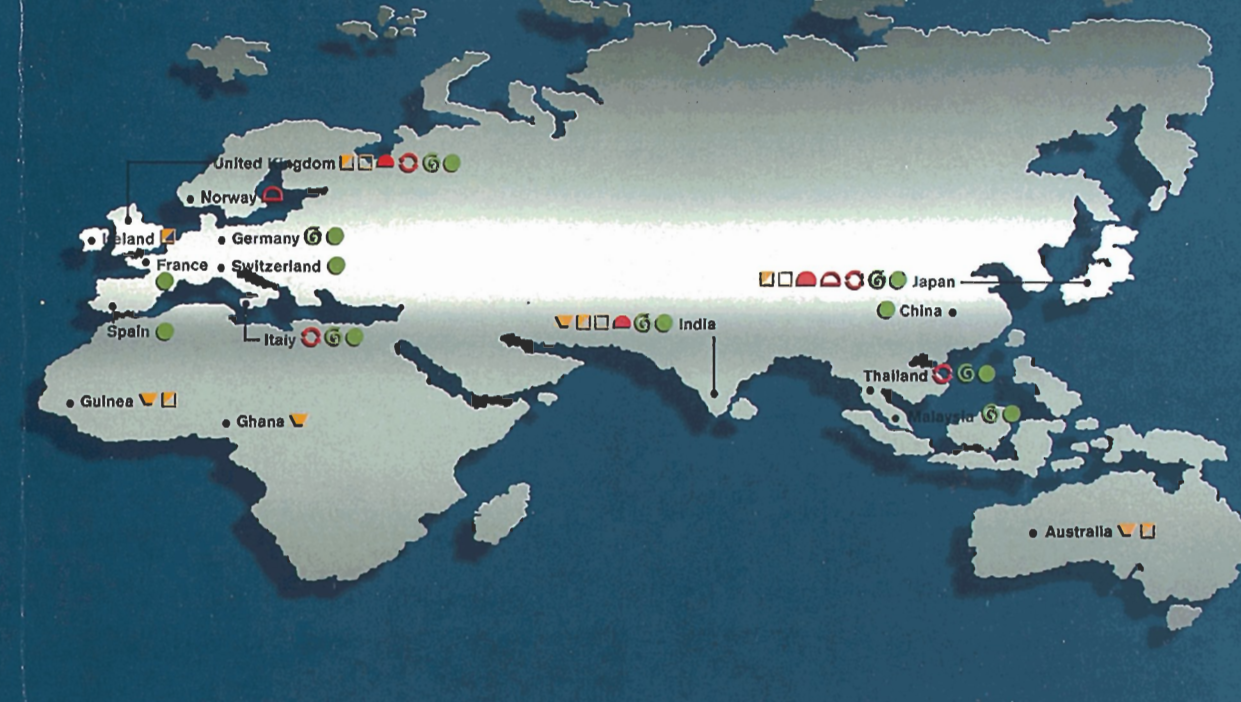 United Kingdom
Norway
Ireland
Germany
France
Switzerland
Japan
China
India
Spain
Italy
Thailand
Guinea
Malaysia
Ghana
Australia